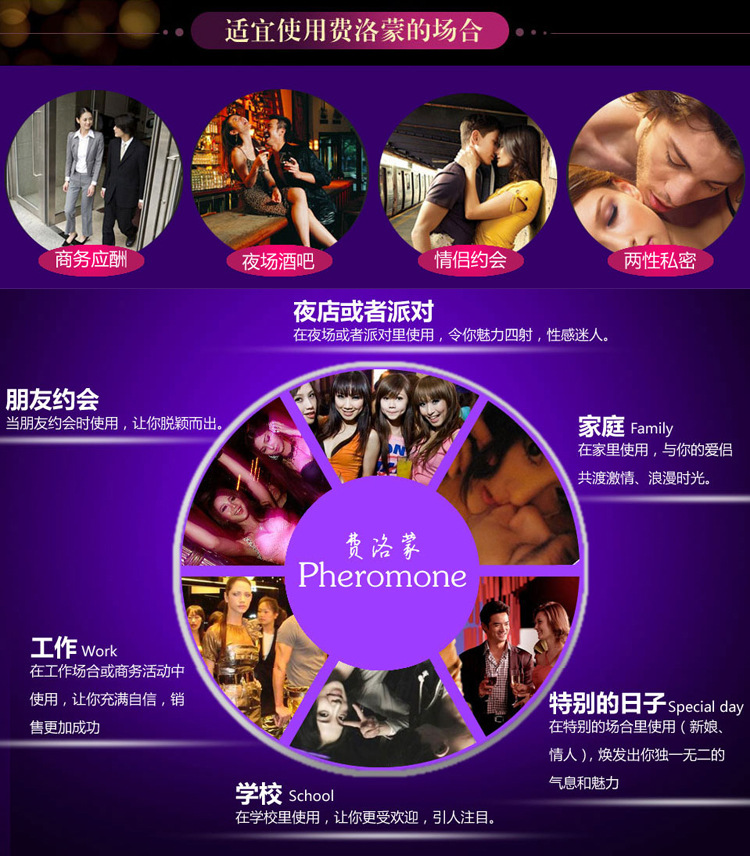 适宜使用费洛蒙的场合
商务应酬
夜场酒吧
情侣约会
两性私密
夜店或者派对
在夜场或者派对里使用，令你魅力四射，性感迷人。
朋友约会
当朋友约会时使用，让你脱颖而出。
家庭 Family
在家里使用，与你的爱侣
共渡激情、浪漫时光。
费洛蒙
Pheromone
工作 Work
在工作场合或商务活动中
使用，让你充满自信，销
售更加成功
特别的日子 Special day
在特别的场合里使用（新娘、
情人），焕发出你独一无二的
气息和魅力
学校 School
在学校里使用，让你更受欢迎，引人注目。